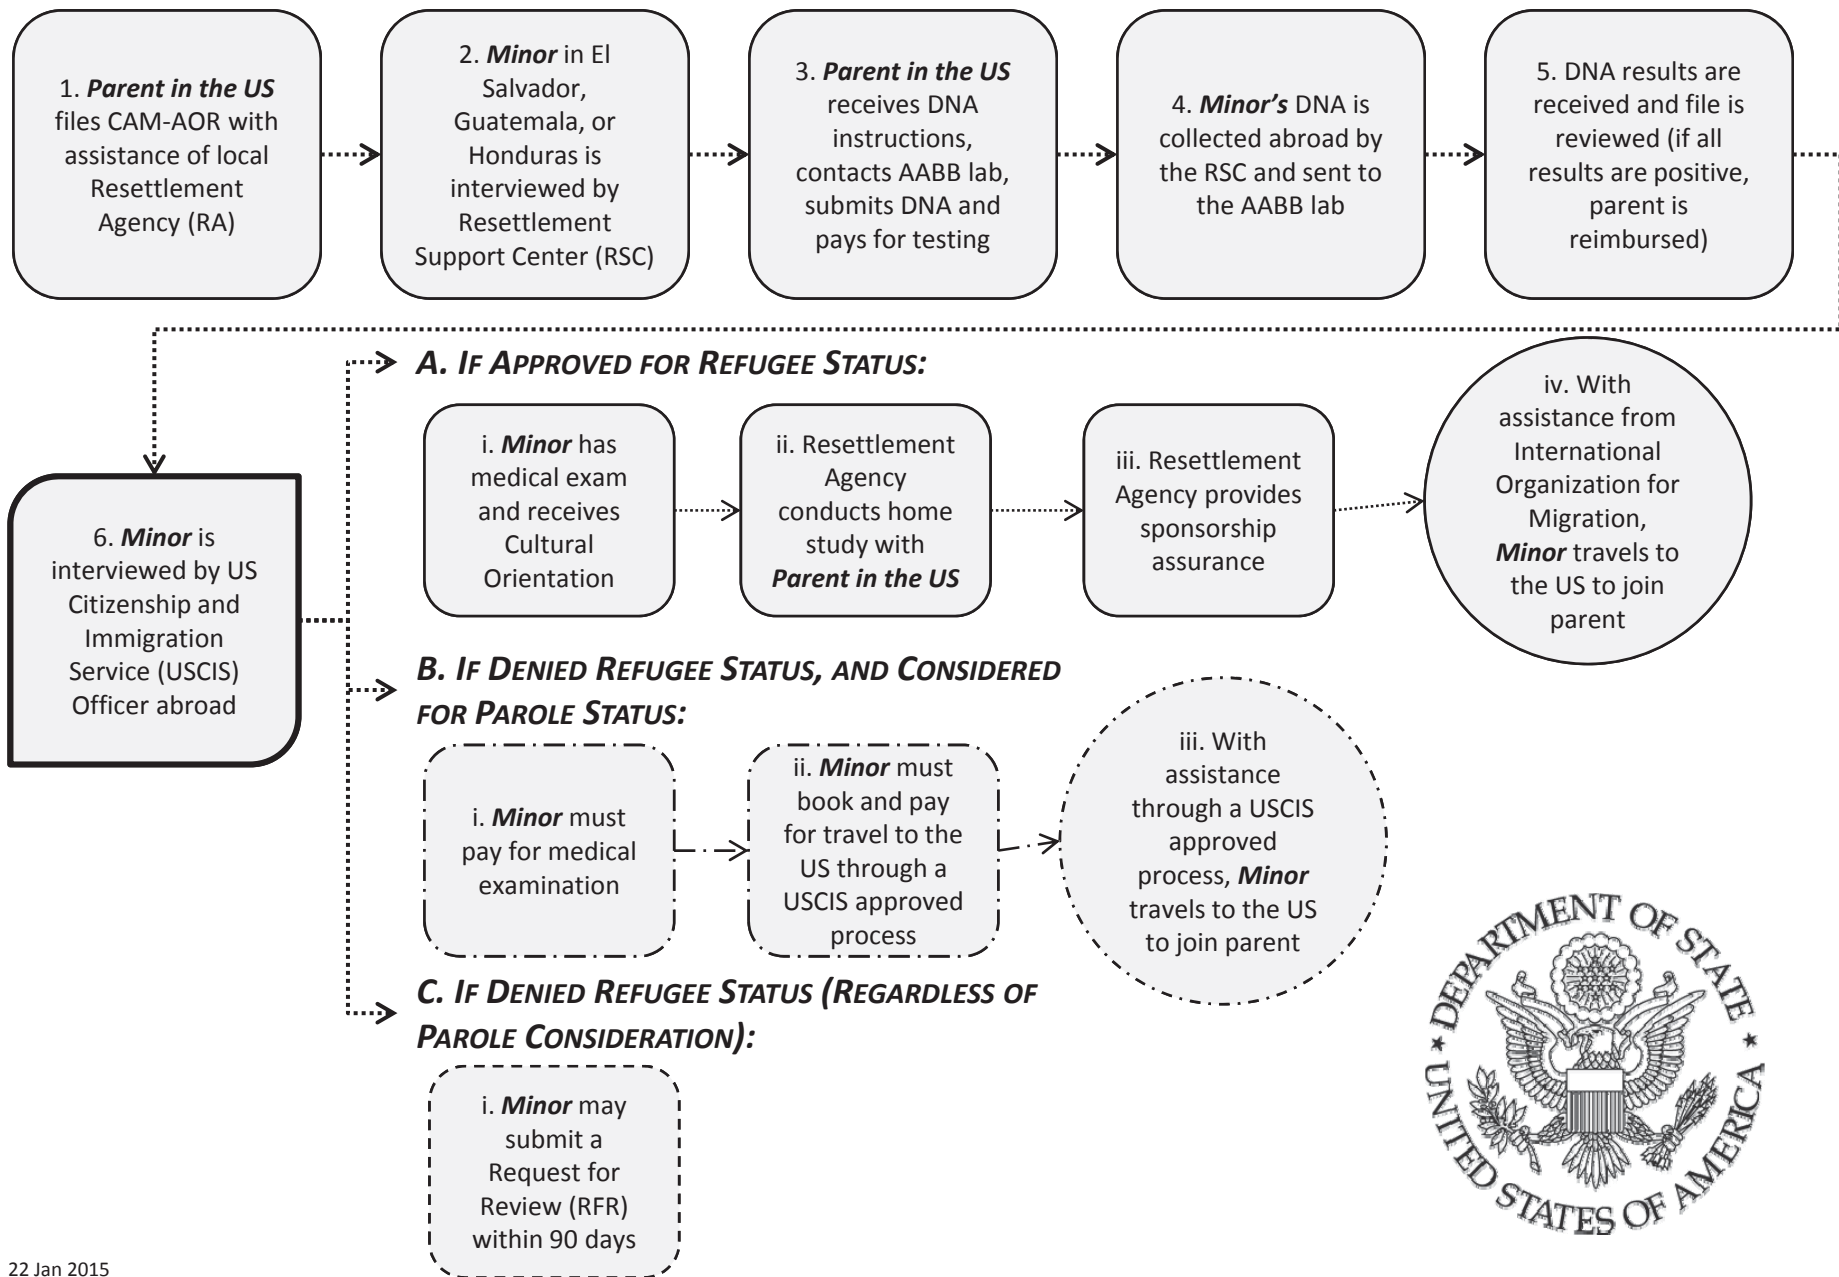 1. Parent in the US
files CAM-AOR with
assistance of local
Resettlement
Agency (RA)
2. Minor in El
Salvador,
Guatemala, or
Honduras is
interviewed by
Resettlement
Support Center (RSC)
3. Parent in the US
receives DNA
instructions,
contacts AABB lab,
submits DNA and
pays for testing
4. Minor's DNA is
collected abroad by
the RSC and sent to
the AABB lab
5. DNA results are
received and file is
reviewed (if all
results are positive,
parent is
reimbursed)
6. Minor is
interviewed by US
Citizenship and
Immigration
Service (USCIS)
Officer abroad
A. IF APPROVED FOR REFUGEE STATUS:
i. Minor has
medical exam
and receives
Cultural
Orientation
ii. Resettlement
Agency
conducts home
study with
Parent in the US
iii. Resettlement
Agency provides
sponsorship
assurance
iv. With
assistance from
International
Organization for
Migration,
Minor travels to
the US to join
parent
B. IF DENIED REFUGEE STATUS, AND CONSIDERED
FOR PAROLE STATUS:
i. Minor must
pay for medical
examination
ii. Minor must
book and pay
for travel to the
US through a
USCIS approved
process
iii. With
assistance
through a USCIS
approved
process, Minor
travels to the US
to join parent
C. IF DENIED REFUGEE STATUS (REGARDLESS OF
PAROLE CONSIDERATION):
i. Minor may
submit a
Request for
Review (RFR)
within 90 days
DEPARTMENT OF STATE
UNITED STATES OF AMERICA
22 Jan 2015